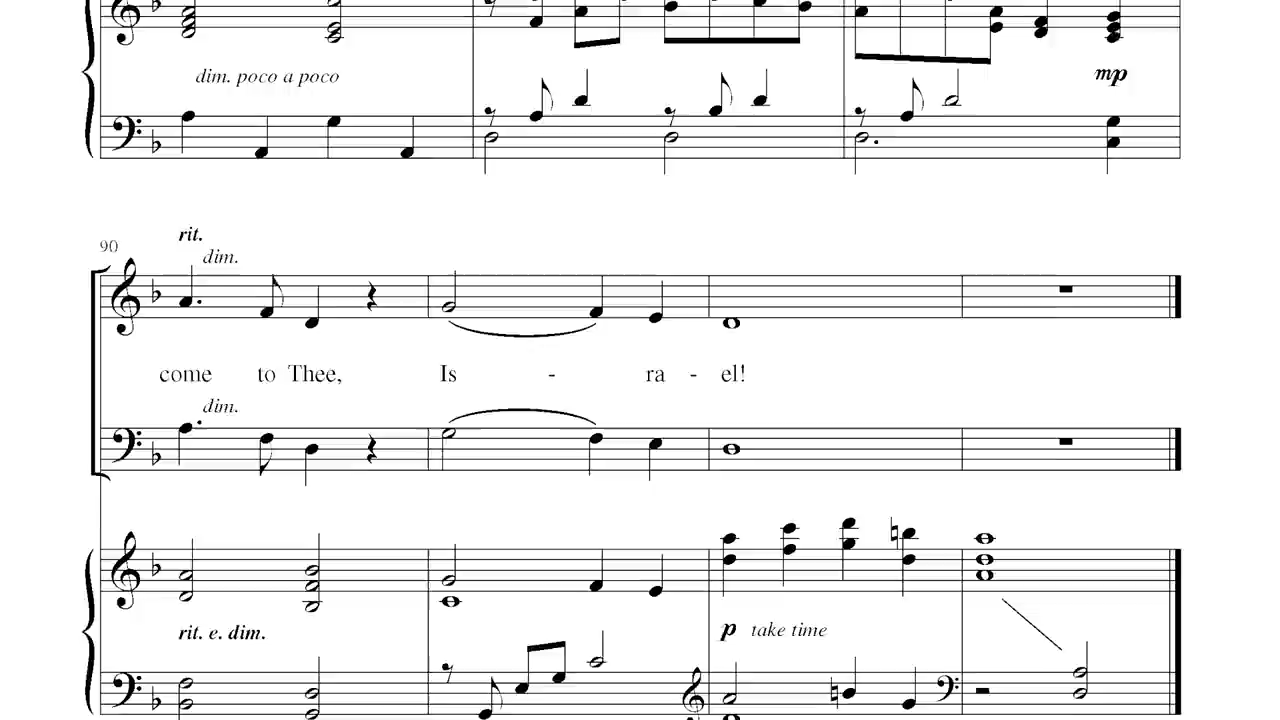 dim. poco a poco
mp
rit.
90
dim.
come to Thee, Is - ra - el!
dim.
rit. e. dim.
p take time